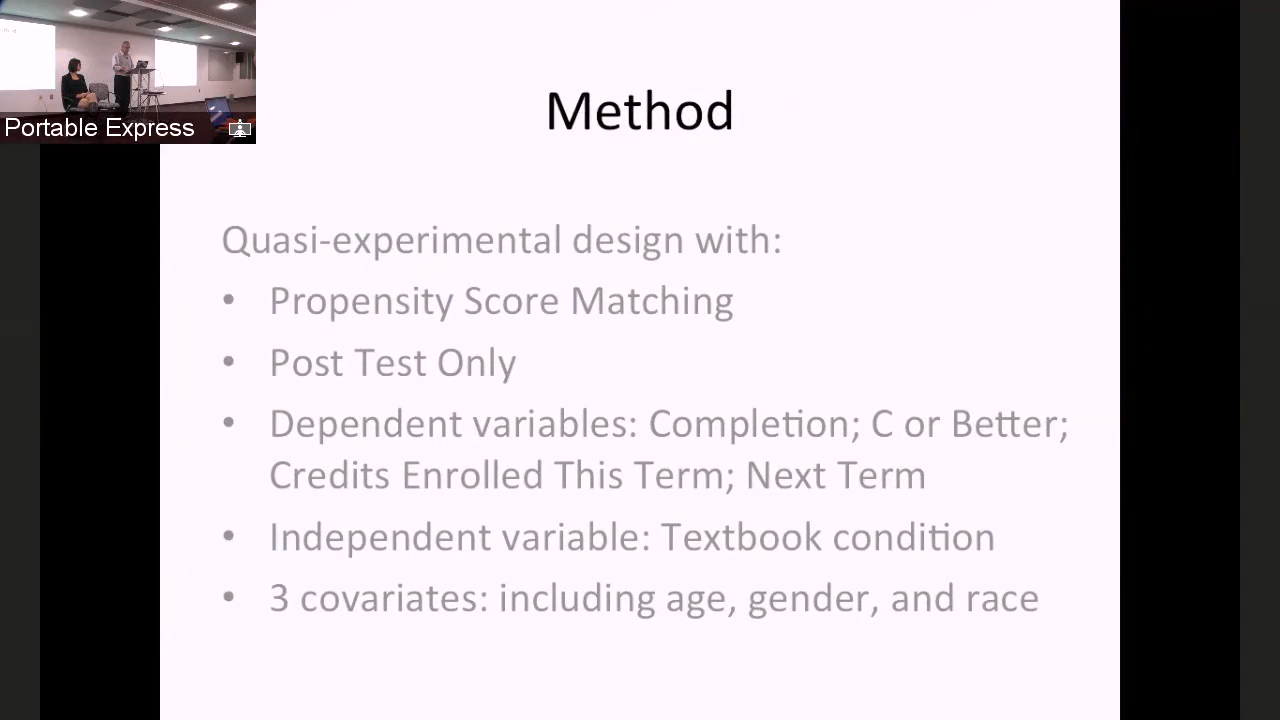 Portable Express
Method
Quasi-experimental design with:
• Propensity Score Matching
• Post Test Only
• Dependent variables: Completion; C or Better;
Credits Enrolled This Term; Next Term
• Independent variable: Textbook condition
• 3 covariates: including age, gender, and race